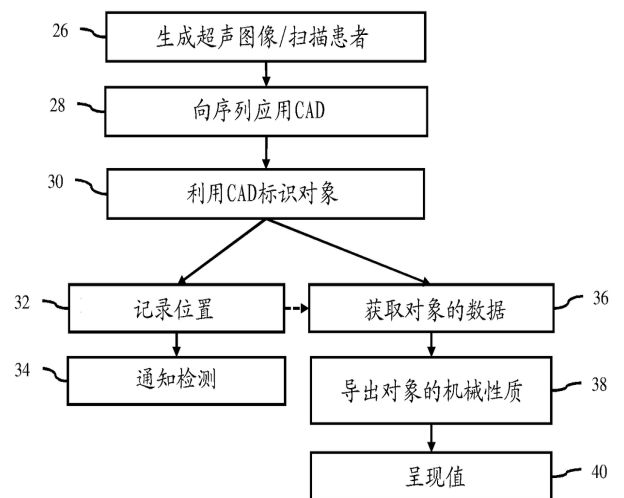 26
生成超声图像/扫描患者
28
向序列应用CAD
30
利用CAD标识对象
32
记录位置
获取对象的数据
36
34
通知检测
导出对象的机械性质
38
呈现值
40